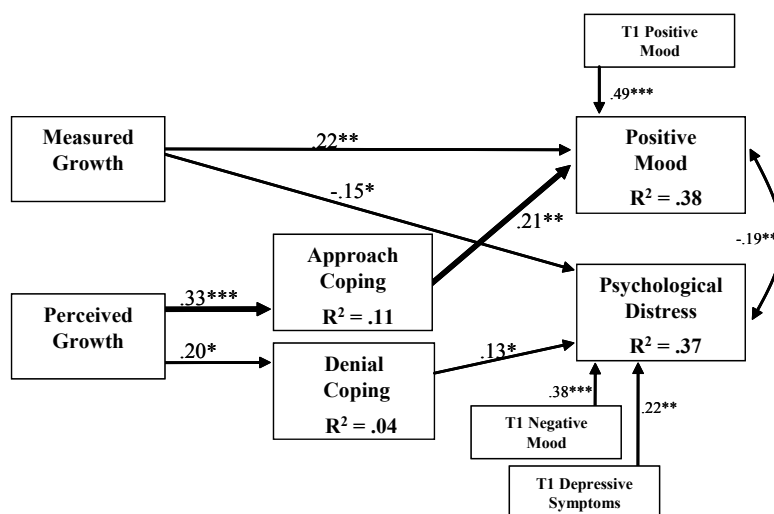 T1 Positive
Mood
.49***
Measured
Growth
.22**
Positive
Mood
R² = .38
-.15*
.21**
-.19**
Approach
Coping
R² = .11
Perceived
Growth
.33***
Psychological
Distress
R² = .37
.20*
Denial
Coping
R² = .04
.13*
.38***
.22**
T1 Negative
Mood
T1 Depressive
Symptoms